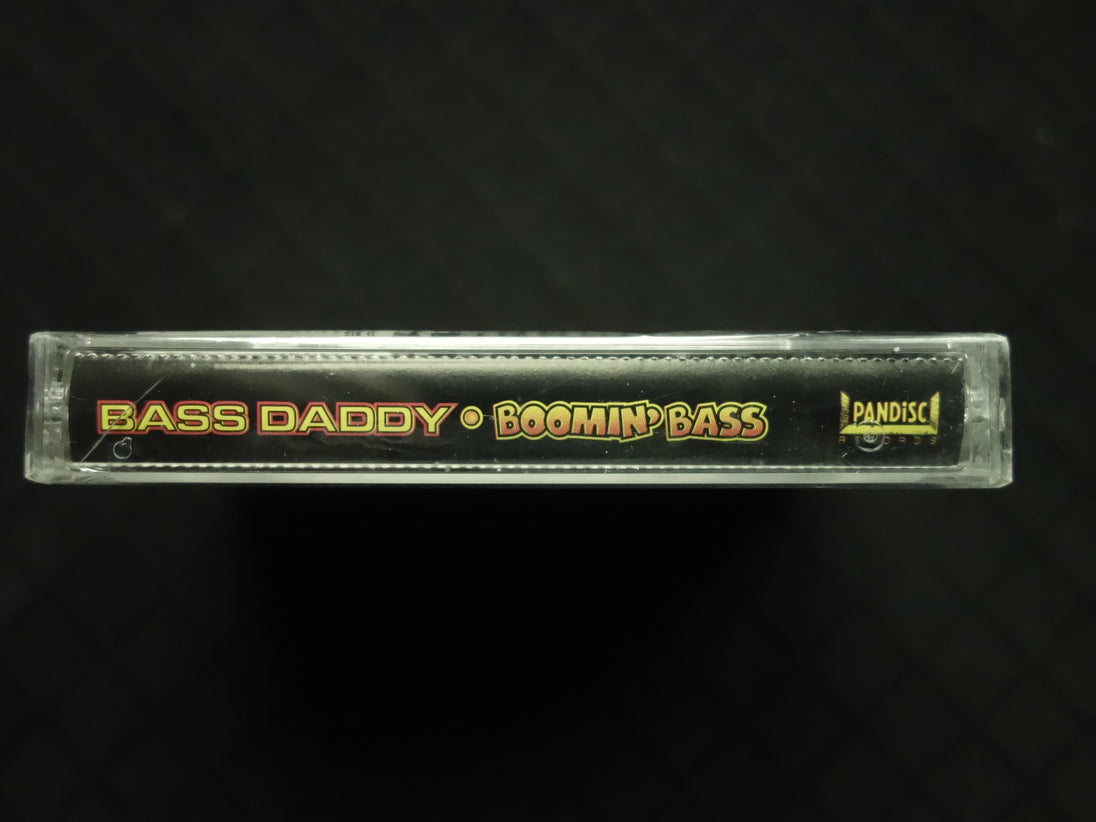 BASS DADDY • BOOMIN' BASS
PANDISC
RECORDS